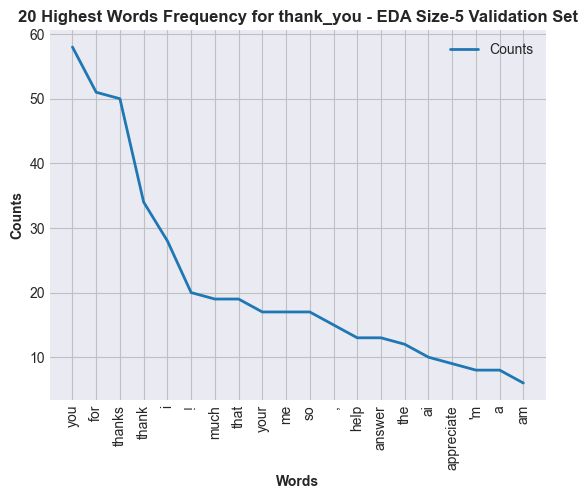 20 Highest Words Frequency for thank_you - EDA Size-5 Validation Set
Counts
60
50
40
30
20
10
Counts
you
for
thanks
thank
i
!
much
that
your
me
so
,
help
answer
the
ai
appreciate
'm
a
am
Words